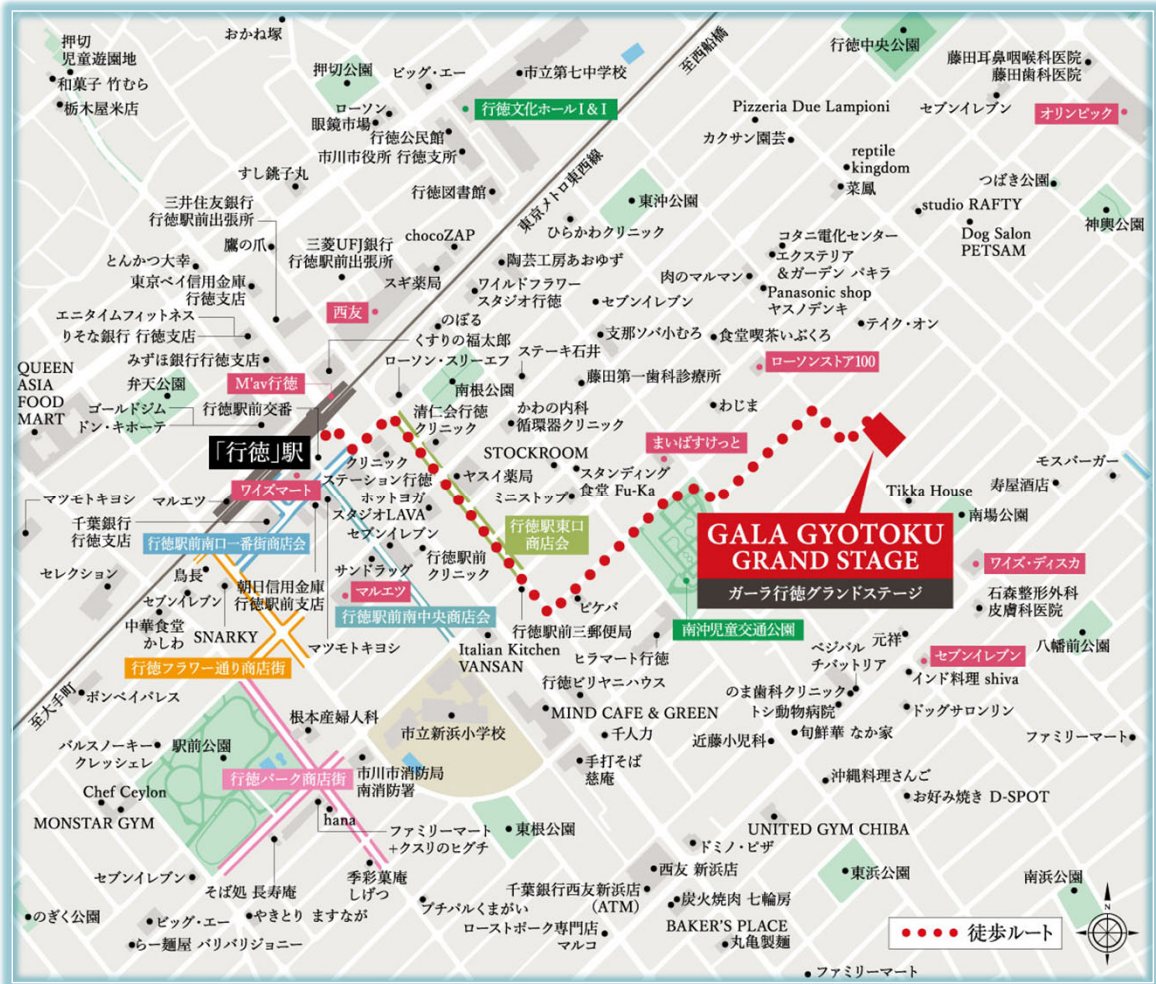 おかね塚
押切
児童遊園地
和菓子 竹むら
栃木屋米店
押切公園
ビッグ・エー
市立第七中学校
至西船橋
行徳中央公園
藤田耳鼻咽喉科医院
藤田歯科医院
セブンイレブン
オリンピック
ローソン
眼鏡市場
行徳文化ホールI&I
行徳公民館
市川市役所 行徳支所
Pizzeria Due Lampioni
カクサン園芸
reptile
kingdom
菜鳳
すし銚子丸
行徳図書館
東京メトロ東西線
東沖公園
つばき公園
studio RAFTY
神輿公園
三井住友銀行
行徳駅前出張所
鷹の爪
三菱UFJ銀行
行徳駅前出張所
chocoZAP
ひらかわクリニック
コタニ電化センター
Dog Salon
PETSAM
とんかつ大幸
東京ベイ信用金庫
行徳支店
スギ薬局
陶芸工房あおゆず
ワイルドフラワー
スタジオ行徳
肉のマルマン
エクステリア
&ガーデン パキラ
Panasonic shop
ヤスノデンキ
エニタイムフィットネス
りそな銀行 行徳支店
西友
のぼる
くすりの福太郎
セブンイレブン
支那ソバ小むろ
食堂喫茶いぶくろ
テイク・オン
みずほ銀行行徳支店
ローソン・スリーエフ
ステーキ石井
ローソンストア100
QUEEN
ASIA
FOOD
MART
弁天公園
M'av行徳
南根公園
藤田第一歯科診療所
ゴールドジム
ドン・キホーテ
行徳駅前交番
清仁会行徳
クリニック
かわの内科
循環器クリニック
わじま
「行徳」駅
クリニック
ステーション行徳
STOCKROOM
まいばすけっと
モスバーガー
ワイズマート
ホットヨガ
スタジオLAVA
ヤスイ薬局
ミニストップ
スタンディング
食堂 Fu-Ka
Tikka House
寿屋酒店
マツモトキヨシ
マルエツ
千葉銀行
行徳支店
行徳駅前南口一番街商店会
セブンイレブン
行徳駅前
クリニック
行徳駅東口
商店会
GALA GYOTOKU
GRAND STAGE
ガーラ行徳グランドステージ
南場公園
ワイズ・ディスカ
セレクション
鳥長
セブンイレブン
朝日信用金庫
行徳駅前支店
サンドラッグ
マルエツ
行徳駅前南中央商店会
ピケバ
石森整形外科
皮膚科医院
中華食堂
かしわ
SNARKY
マツモトキヨシ
行徳駅前三郵便局
Italian Kitchen
VANSAN
ヒラマート行徳
南沖児童交通公園
元祥
ベジバル
チバットリア
セブンイレブン
八幡前公園
行徳フラワー通り商店街
行徳ビリヤニハウス
インド料理 shiva
至大手町
ボンベイパレス
市立新浜小学校
MIND CAFE & GREEN
のま歯科クリニック
トシ動物病院
ドッグサロンリン
根本産婦人科
千人力
近藤小児科
旬鮮華 なか家
ファミリーマート
バルスノーキー
クレッシェレ
駅前公園
行徳パーク商店街
市川市消防局
南消防署
手打そば
慈庵
沖縄料理さんご
Chef Ceylon
MONSTAR GYM
お好み焼き D-SPOT
hana
ファミリーマート
+クスリのヒグチ
東根公園
UNITED GYM CHIBA
ドミノ・ピザ
セブンイレブン
そば処 長寿庵
季彩菓庵
しげつ
西友 新浜店
東浜公園
南浜公園
のぎく公園
ビッグ・エー
やきとり ますなが
プチバルくまがい
千葉銀行西友新浜店
(ATM)
炭火焼肉 七輪房
らー麺屋 バリバリジョニー
ローストポーク専門店
マルコ
BAKER'S PLACE
丸亀製麺
徒歩ルート
N
ファミリーマート